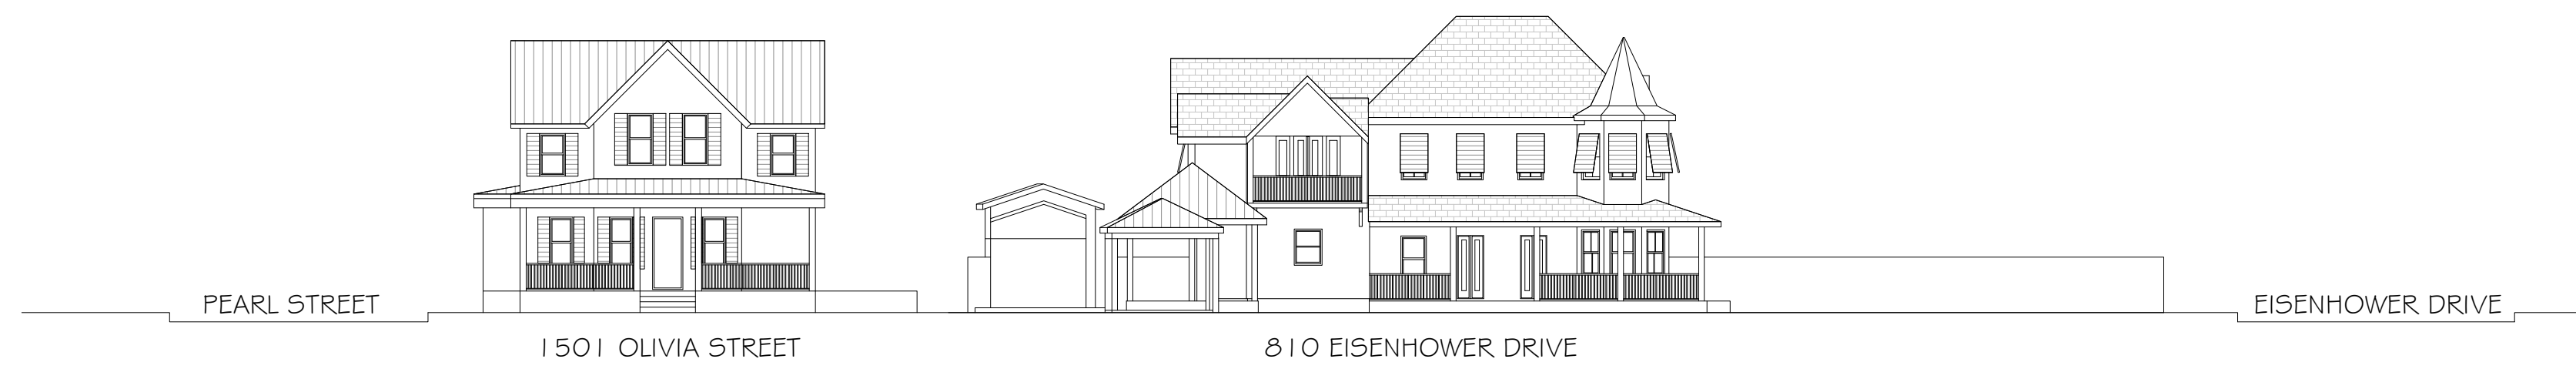 PEARL STREET
1501 OLIVIA STREET
810 EISENHOWER DRIVE
EISENHOWER DRIVE